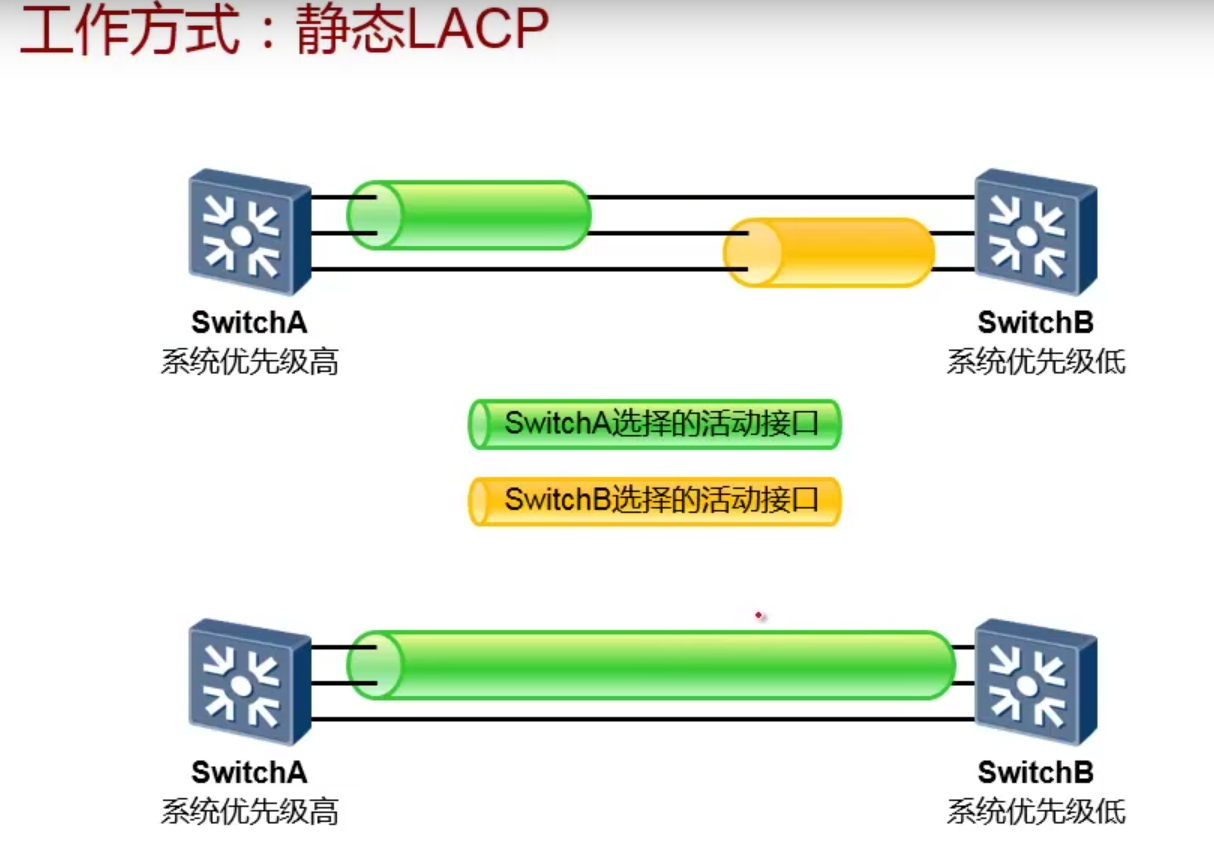 工作方式：静态LACP
SwitchA
系统优先级高
SwitchB
系统优先级低
SwitchA选择的活动接口
SwitchB选择的活动接口
SwitchA
系统优先级高
SwitchB
系统优先级低